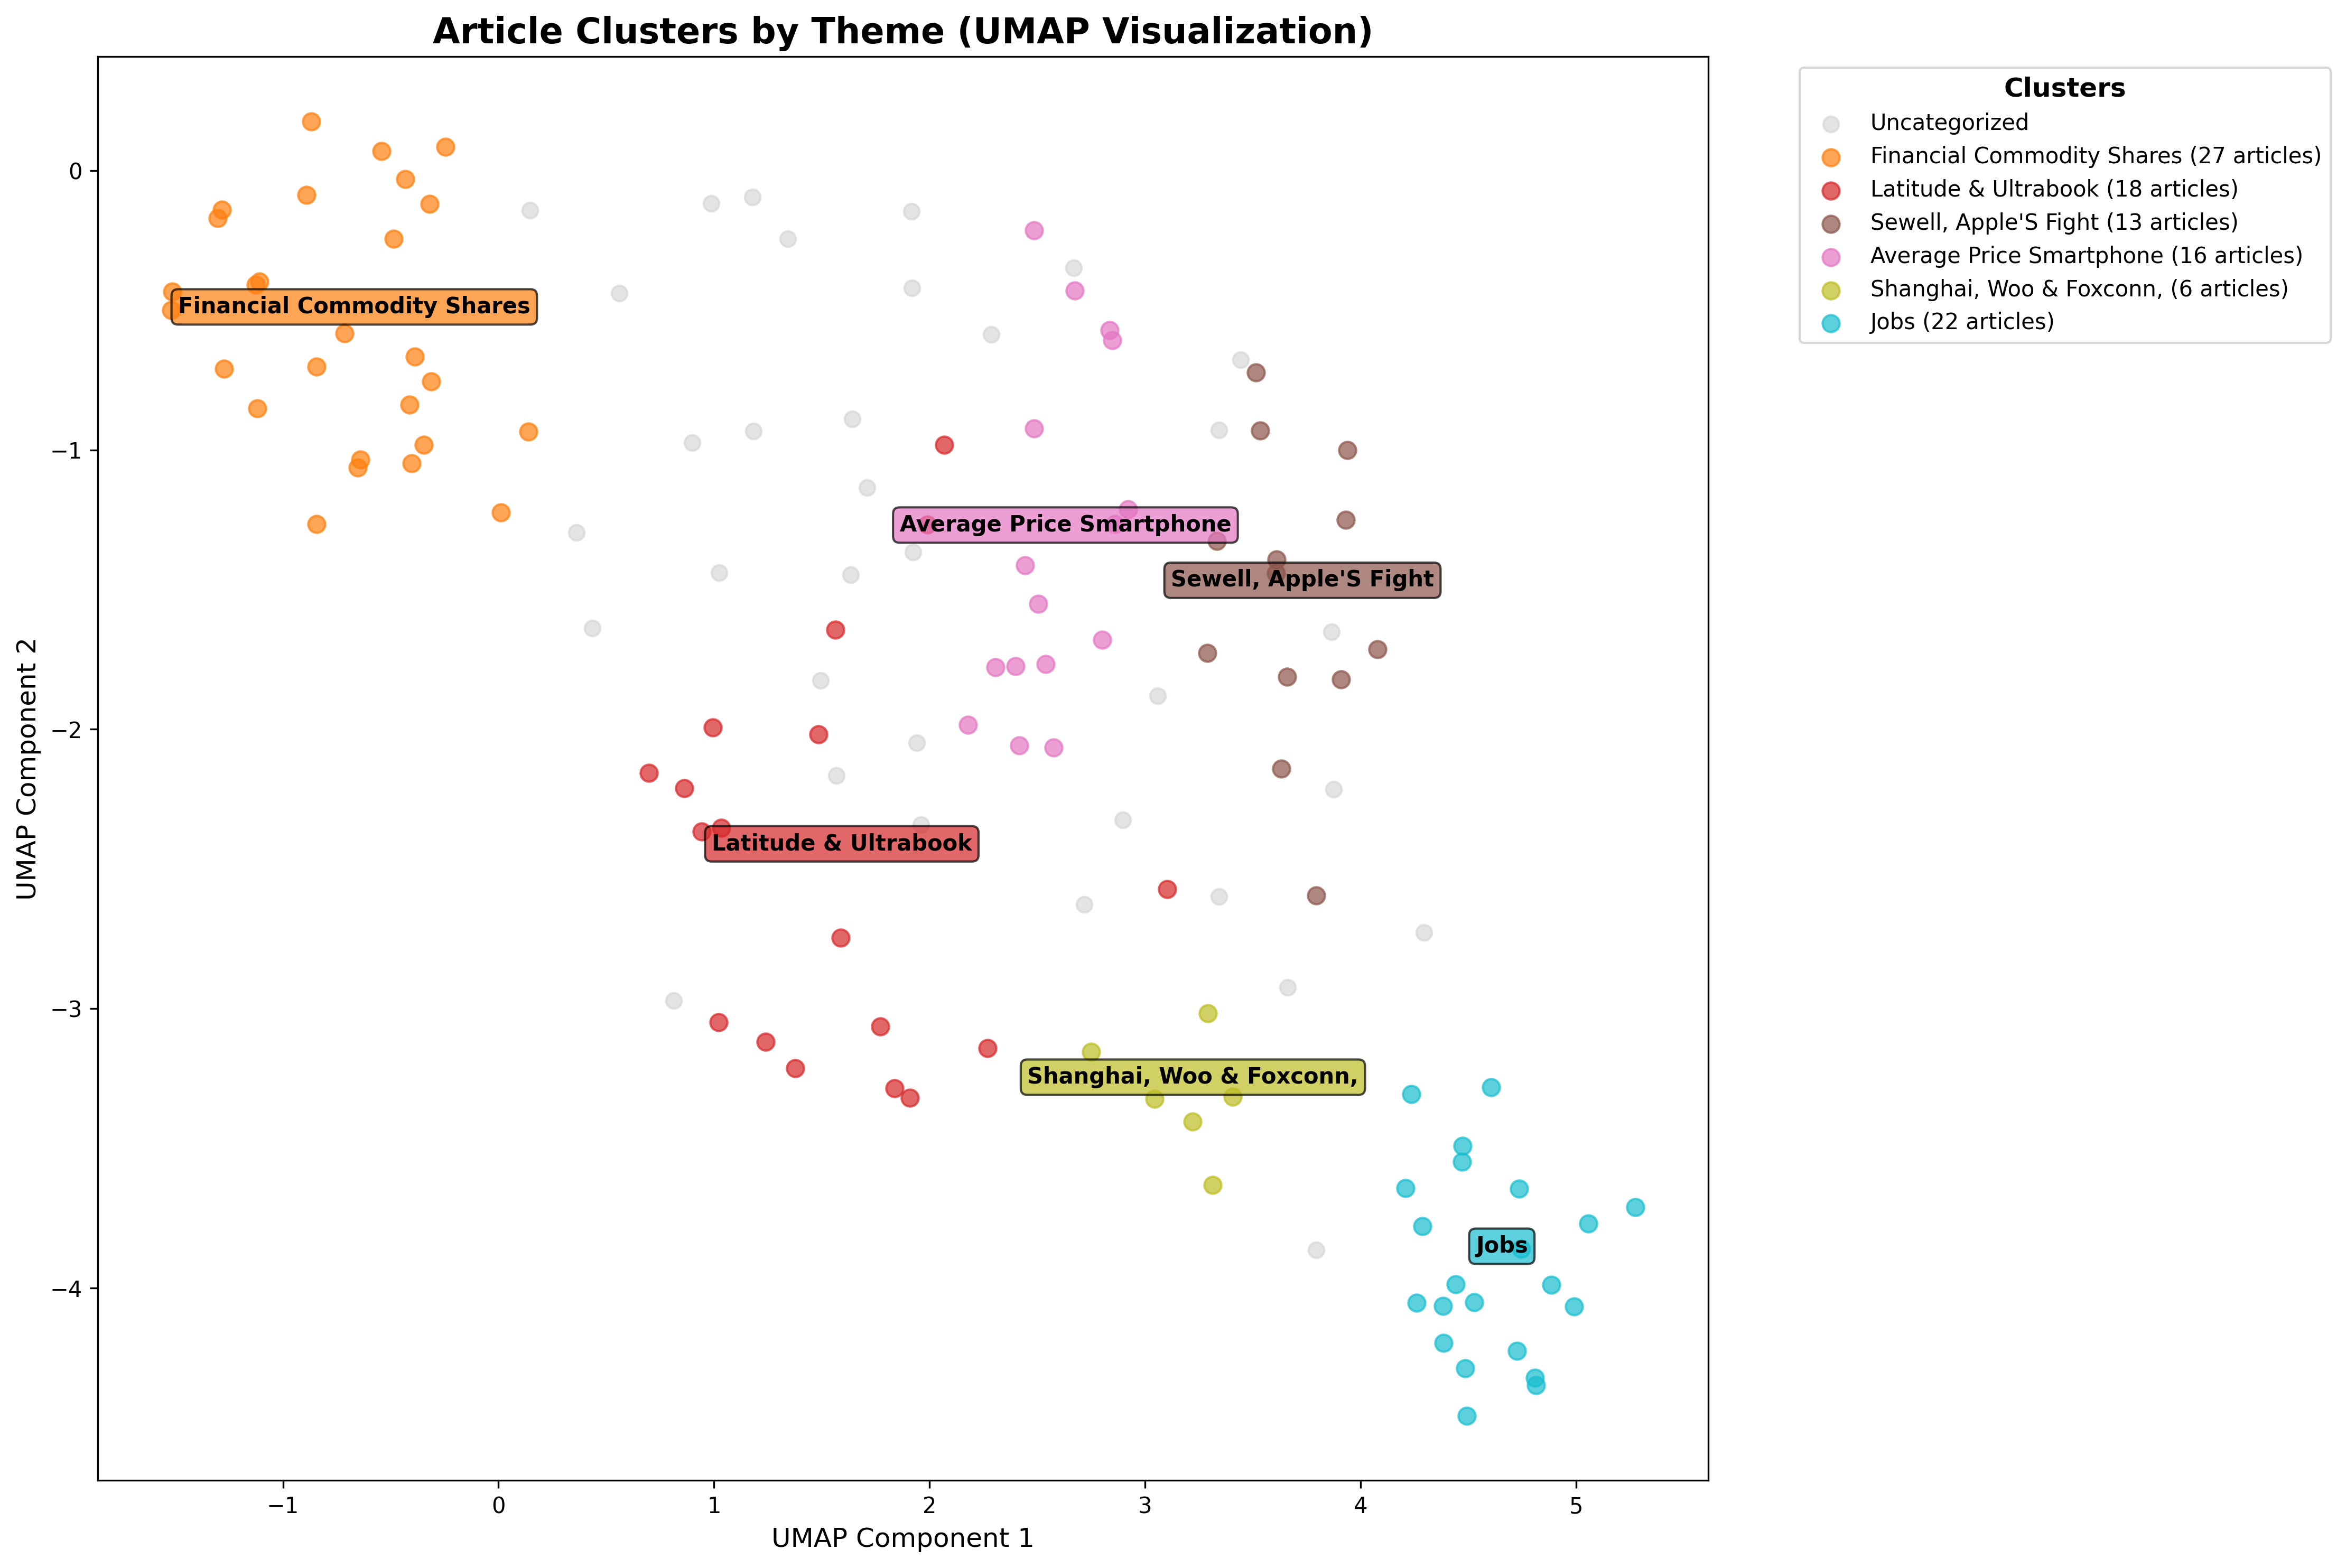 Article Clusters by Theme (UMAP Visualization)
Clusters
Uncategorized
Financial Commodity Shares (27 articles)
Latitude & Ultrabook (18 articles)
Sewell, Apple'S Fight (13 articles)
Average Price Smartphone (16 articles)
Shanghai, Woo & Foxconn, (6 articles)
Jobs (22 articles)
0
−1
−2
−3
−4
UMAP Component 2
Financial Commodity Shares
Average Price Smartphone
Sewell, Apple'S Fight
Latitude & Ultrabook
Shanghai, Woo & Foxconn,
Jobs
−1
0
1
2
3
4
5
UMAP Component 1